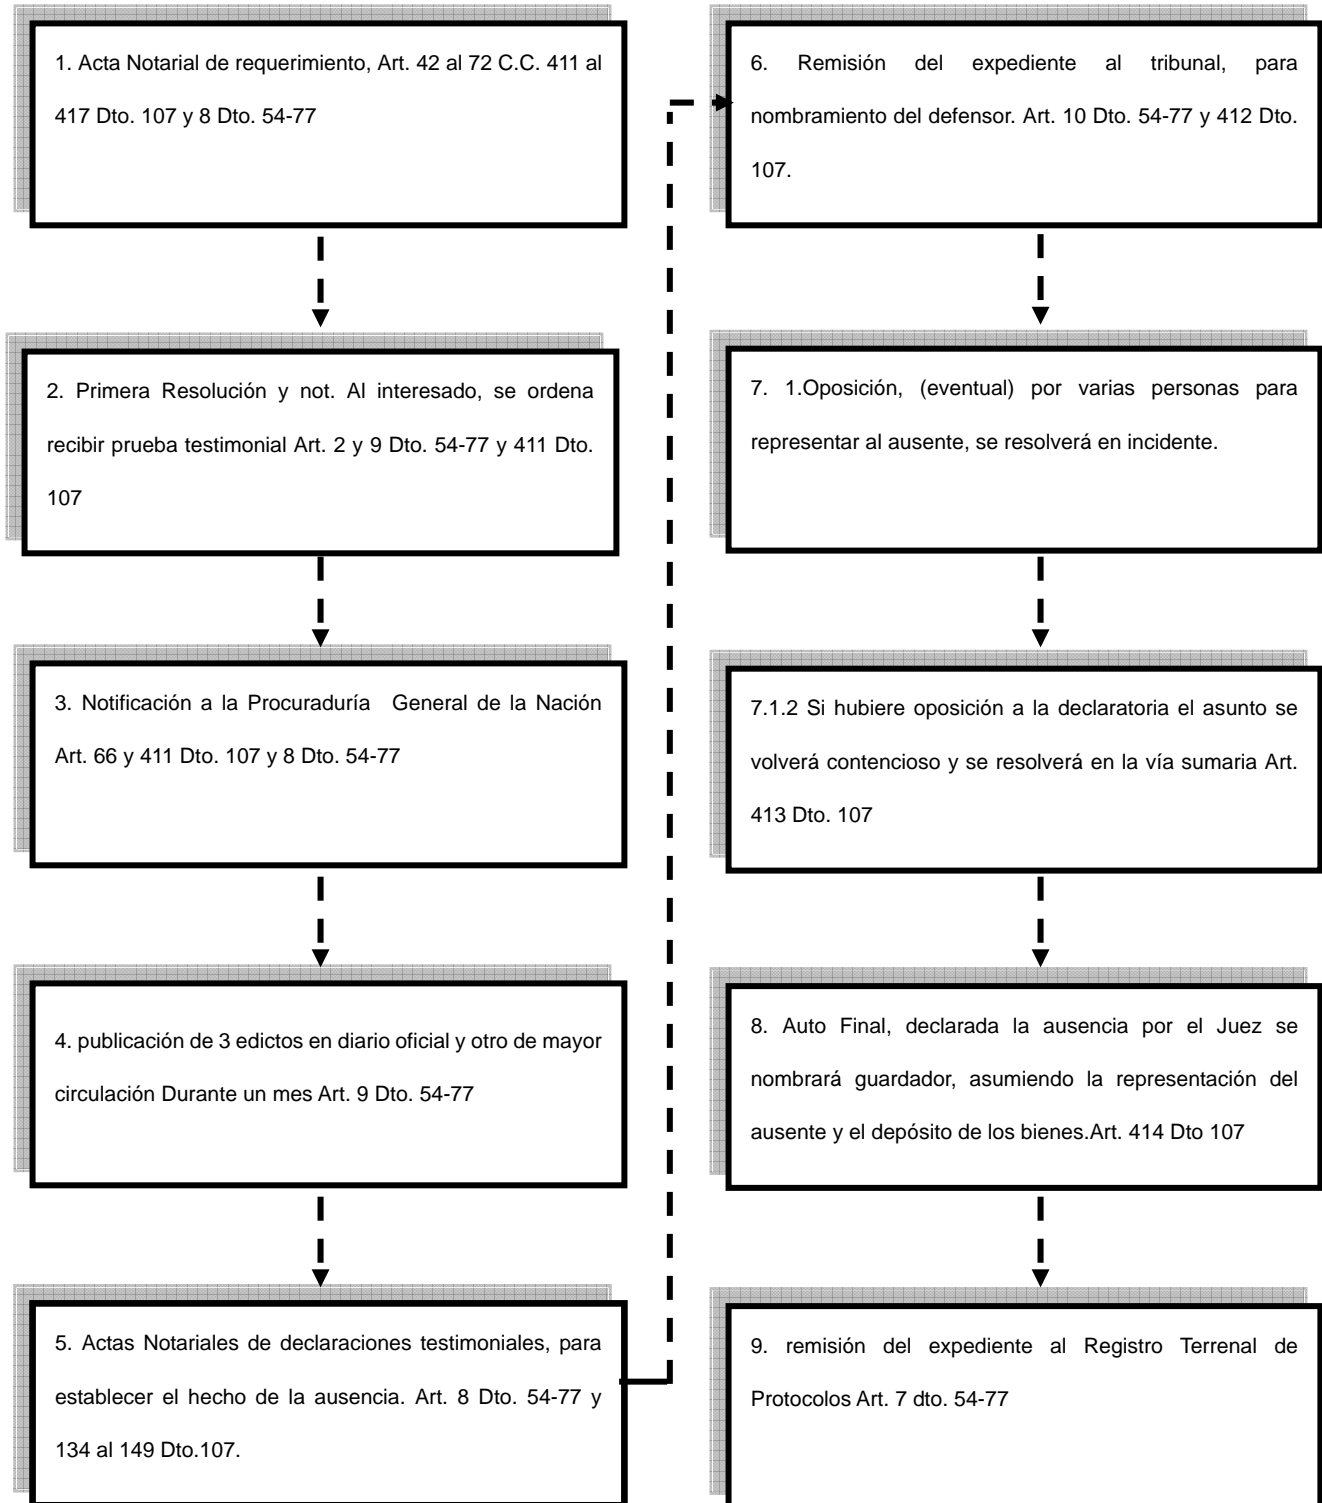 1. Acta Notarial de requerimiento, Art. 42 al 72 C.C. 411 al
417 Dto. 107 y 8 Dto. 54-77
2. Primera Resolución y not. Al interesado, se ordena
recibir prueba testimonial Art. 2 y 9 Dto. 54-77 y 411 Dto.
107
3. Notificación a la Procuraduría General de la Nación
Art. 66 y 411 Dto. 107 y 8 Dto. 54-77
4. publicación de 3 edictos en diario oficial y otro de mayor
circulación Durante un mes Art. 9 Dto. 54-77
5. Actas Notariales de declaraciones testimoniales, para
establecer el hecho de la ausencia. Art. 8 Dto. 54-77 y
134 al 149 Dto.107.
6. Remisión del expediente al tribunal, para
nombramiento del defensor. Art. 10 Dto. 54-77 y 412 Dto.
107.
7. 1.Oposición, (eventual) por varias personas para
representar al ausente, se resolverá en incidente.
7.1.2 Si hubiere oposición a la declaratoria el asunto se
volverá contencioso y se resolverá en la vía sumaria Art.
413 Dto. 107
8. Auto Final, declarada la ausencia por el Juez se
nombrará guardador, asumiendo la representación del
ausente y el depósito de los bienes.Art. 414 Dto 107
9. remisión del expediente al Registro Terrenal de
Protocolos Art. 7 dto. 54-77